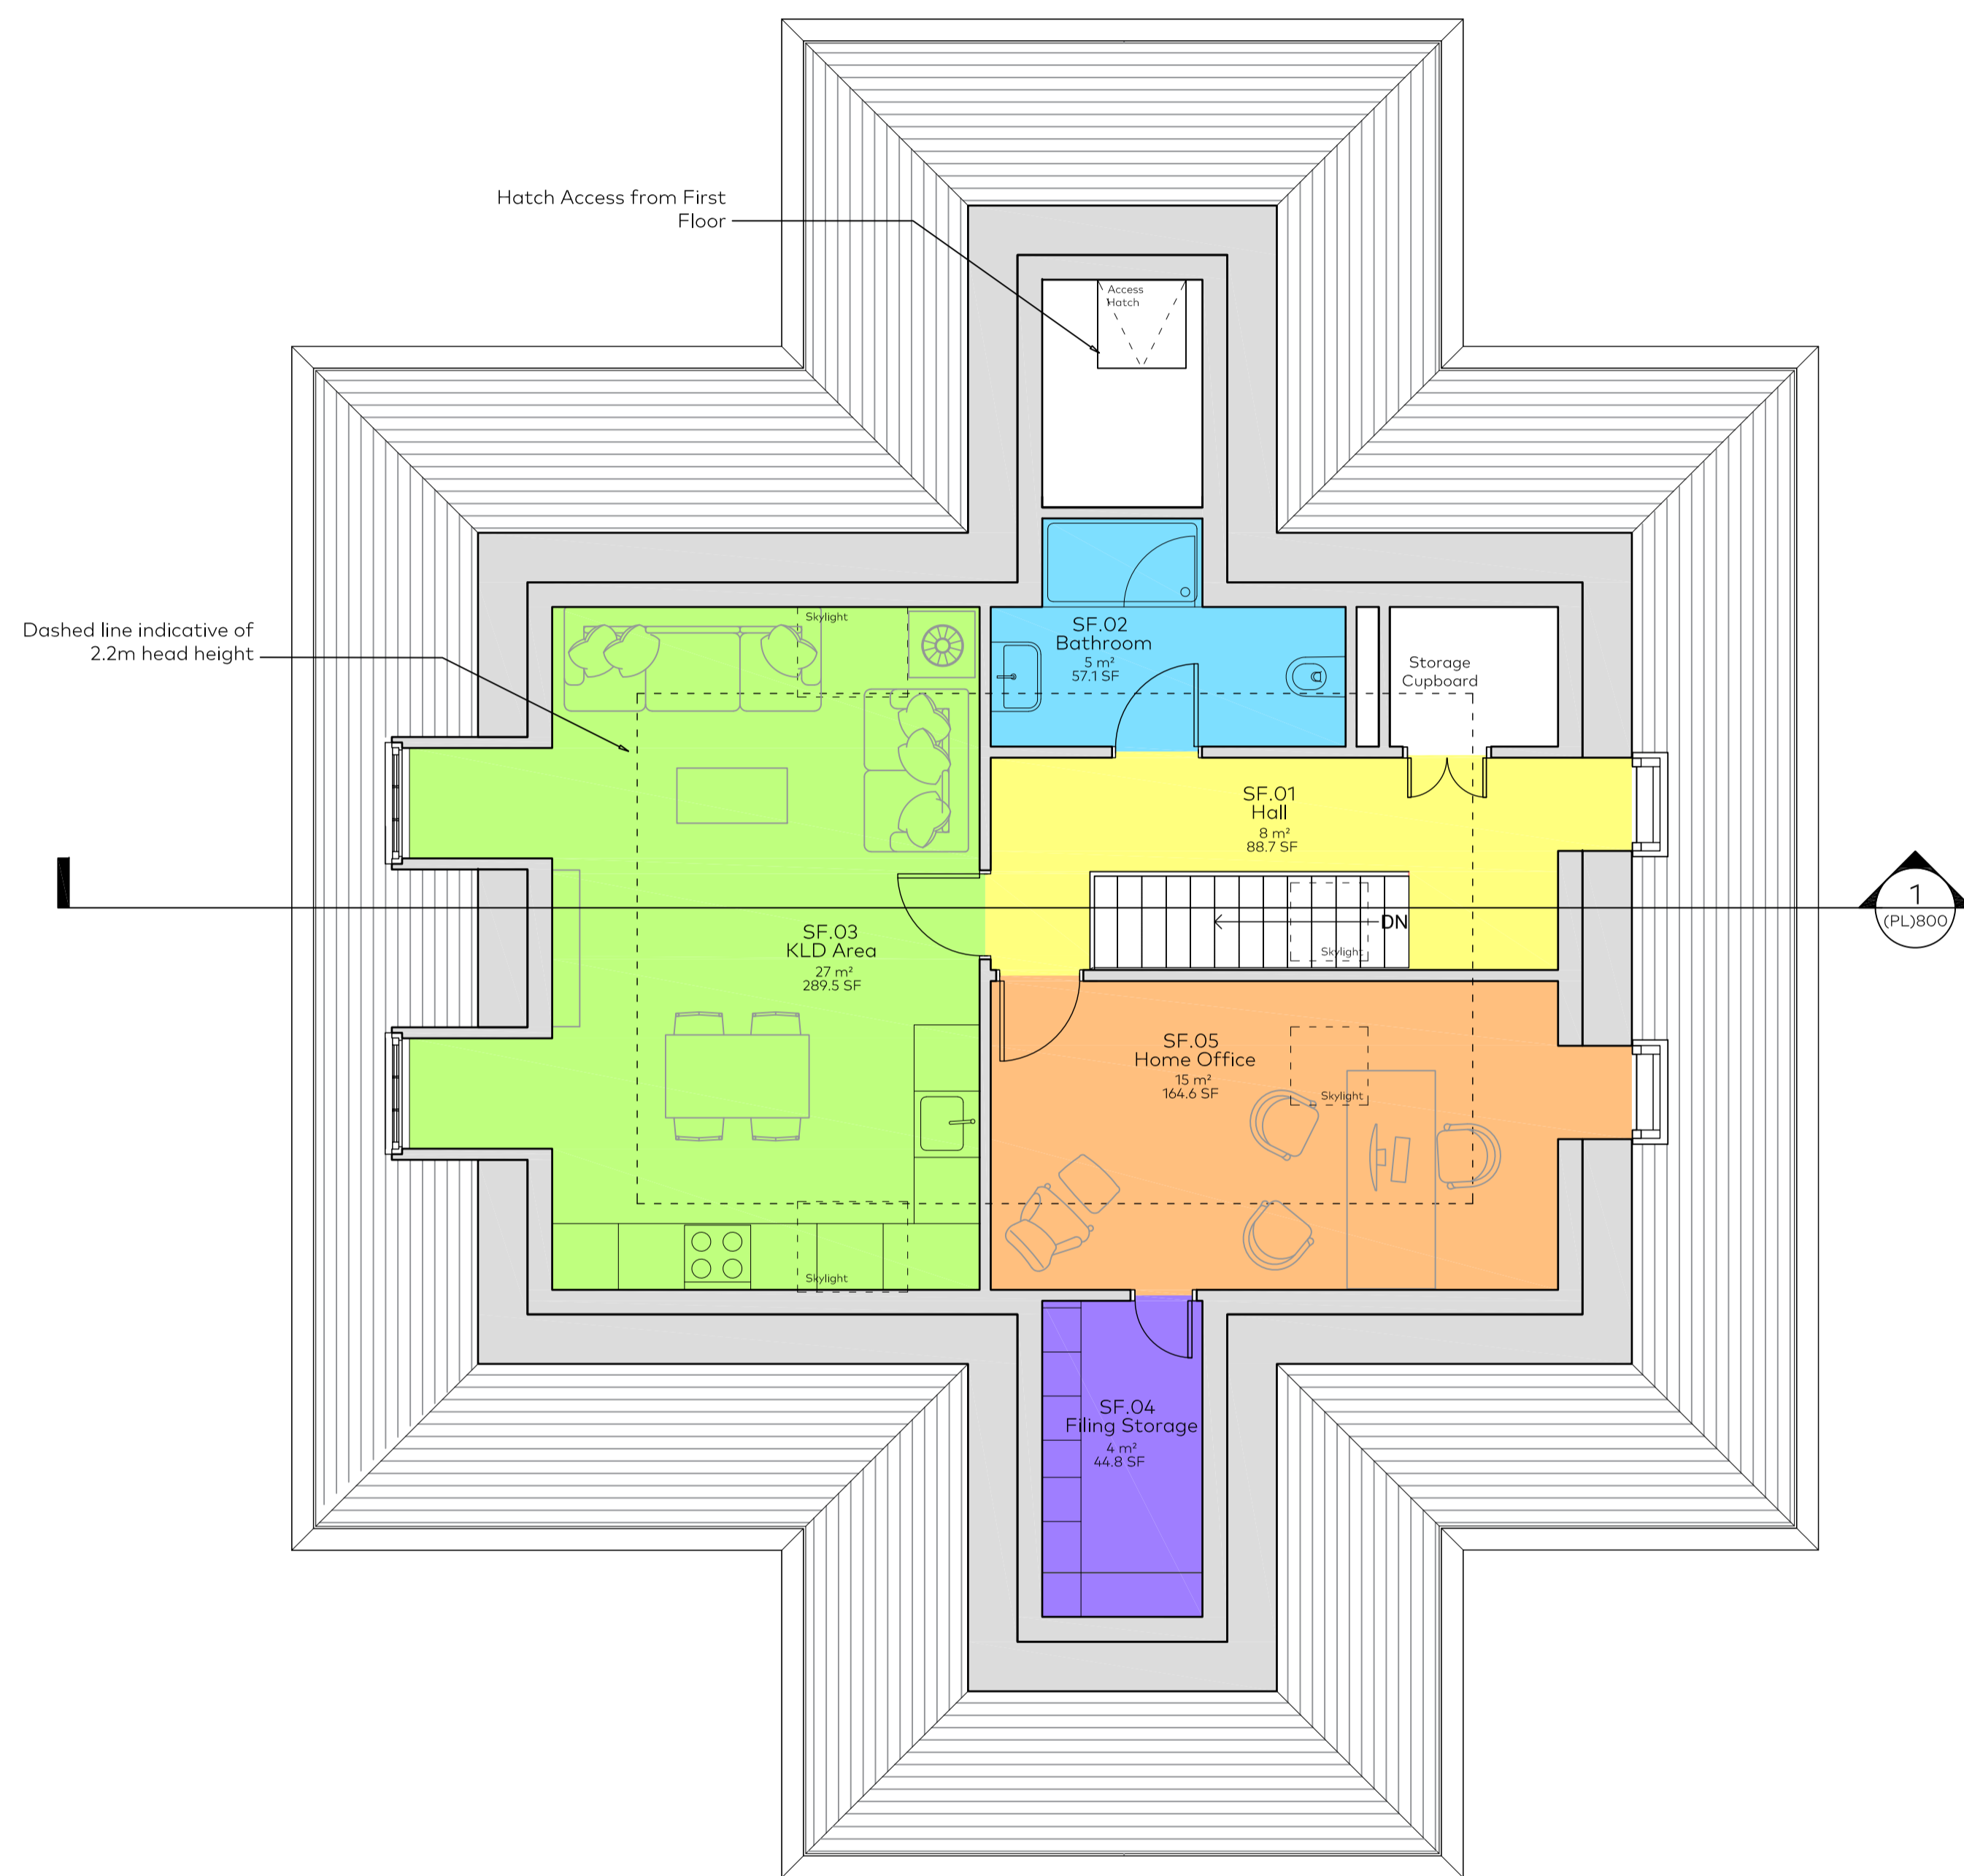 Hatch Access from First
Floor
Access
Hatch
Dashed line indicative of
2.2m head height
Skylight
SF.02
Bathroom
5 m²
57.1 SF
Storage
Cupboard
SF.01
Hall
8 m²
88.7 SF
1
(PL)800
DN
Skylight
SF.03
KLD Area
27 m²
289.5 SF
SF.05
Home Office
15 m²
164.6 SF
Skylight
Skylight
SF.04
Filing Storage
4 m²
44.8 SF